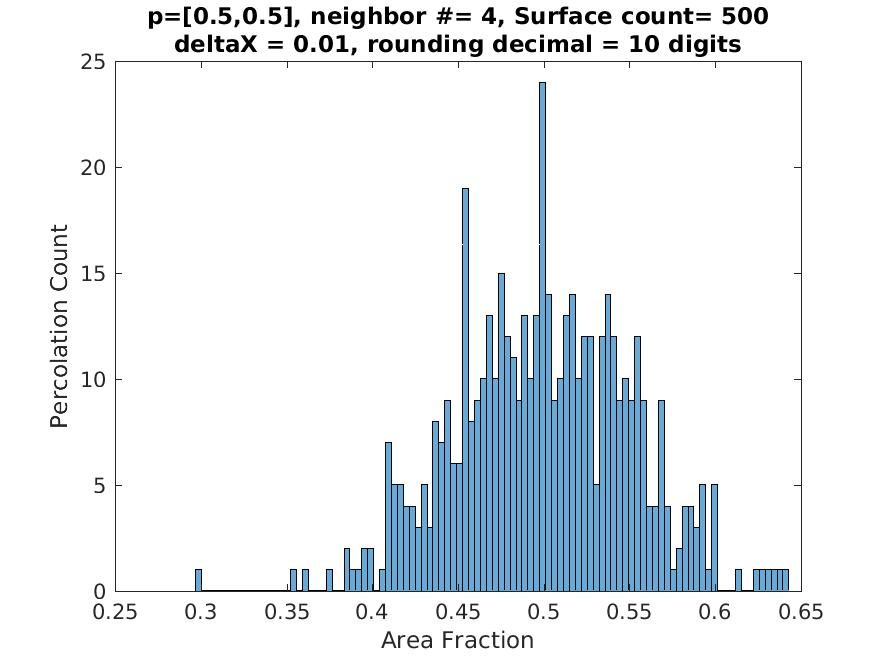 p=[0.5,0.5], neighbor #= 4, Surface count= 500
deltaX = 0.01, rounding decimal = 10 digits
25
20
15
10
5
0
Percolation Count
0.25 0.3 0.35 0.4 0.45 0.5 0.55 0.6 0.65
Area Fraction